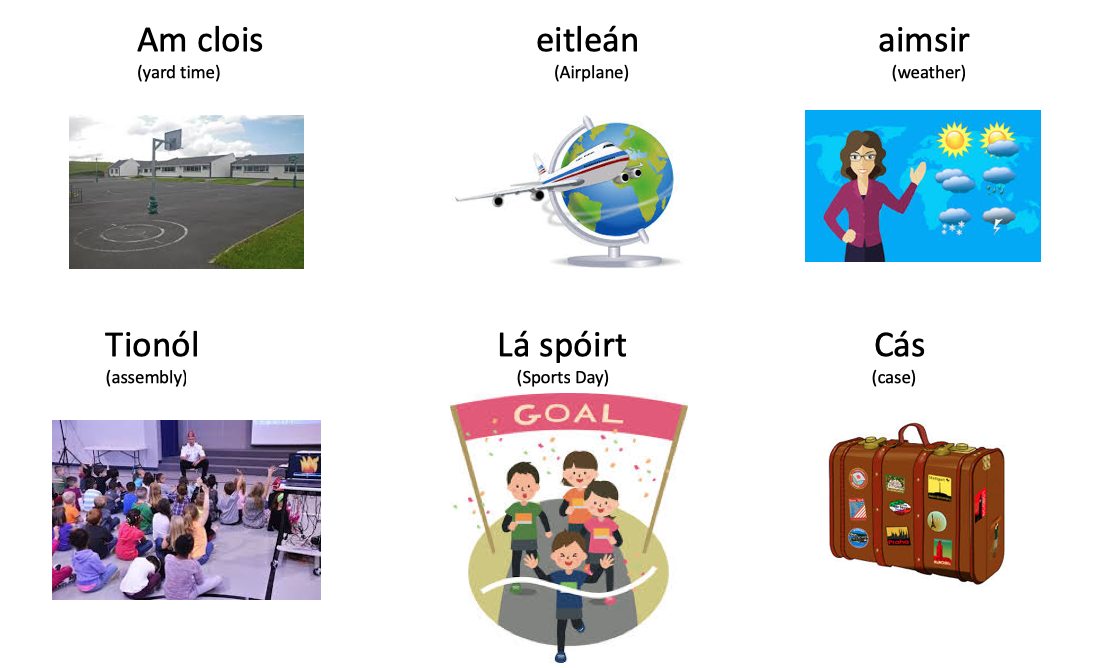 Am clois
(yard time)
eitleán
(Airplane)
aimsir
(weather)
Tionól
(assembly)
Lá spóirt
(Sports Day)
Cás
(case)
GOAL